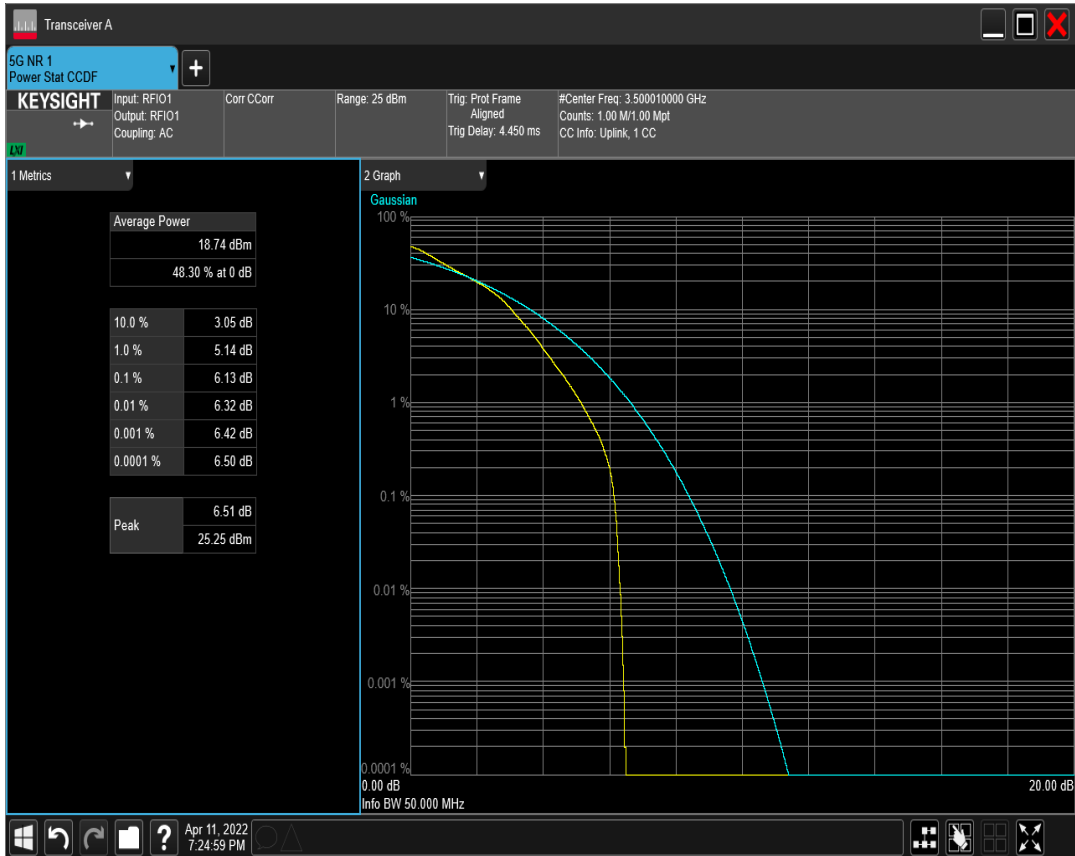 Transceiver A
5G NR 1
Power Stat CCDF
+
KEYSIGHT
LXI
Input: RFIO1
Output: RFIO1
Coupling: AC
Corr CCorr
Range: 25 dBm
Trig: Prot Frame
Aligned
Trig Delay: 4.450 ms
#Center Freq: 3.500010000 GHz
Counts: 1.00 M/1.00 Mpt
CC Info: Uplink, 1 CC
1 Metrics
Average Power
18.74 dBm
48.30 % at 0 dB
10.0 % 3.05 dB
1.0 % 5.14 dB
0.1 % 6.13 dB
0.01 % 6.32 dB
0.001 % 6.42 dB
0.0001 % 6.50 dB
Peak
6.51 dB
25.25 dBm
2 Graph
Gaussian
100 %
10 %
1 %
0.1 %
0.01 %
0.001 %
0.0001 %
0.00 dB 20.00 dB
Info BW 50.000 MHz
? Apr 11, 2022
7:24:59 PM